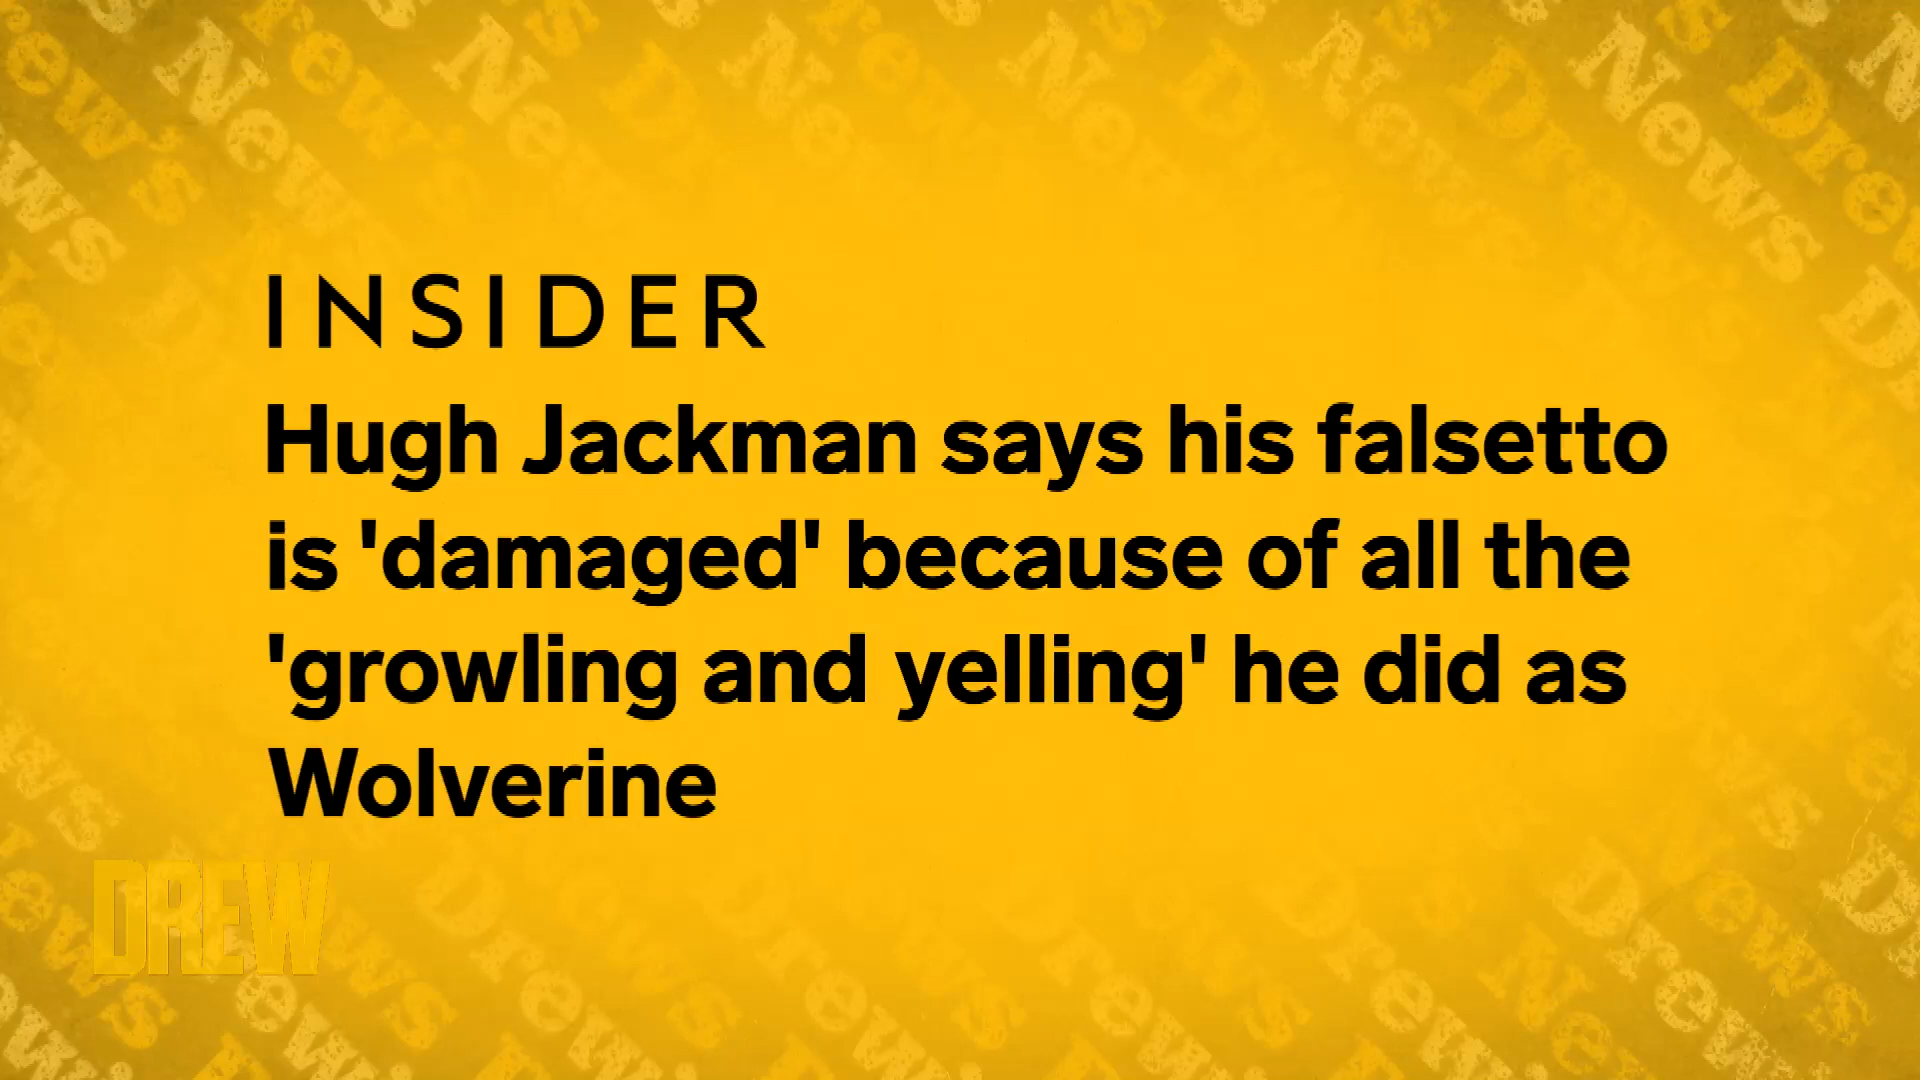 INSIDER
Hugh Jackman says his falsetto
is 'damaged' because of all the
'growling and yelling' he did as
Wolverine
DREW